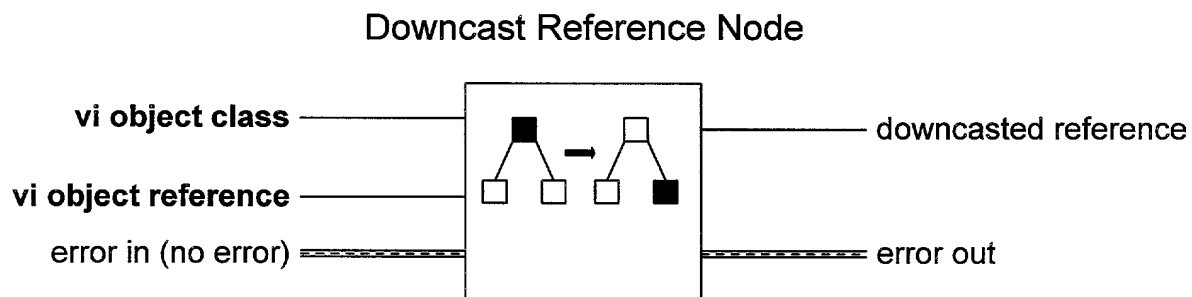 Downcast Reference Node
vi object class
downcasted reference
vi object reference
error in (no error)
error out